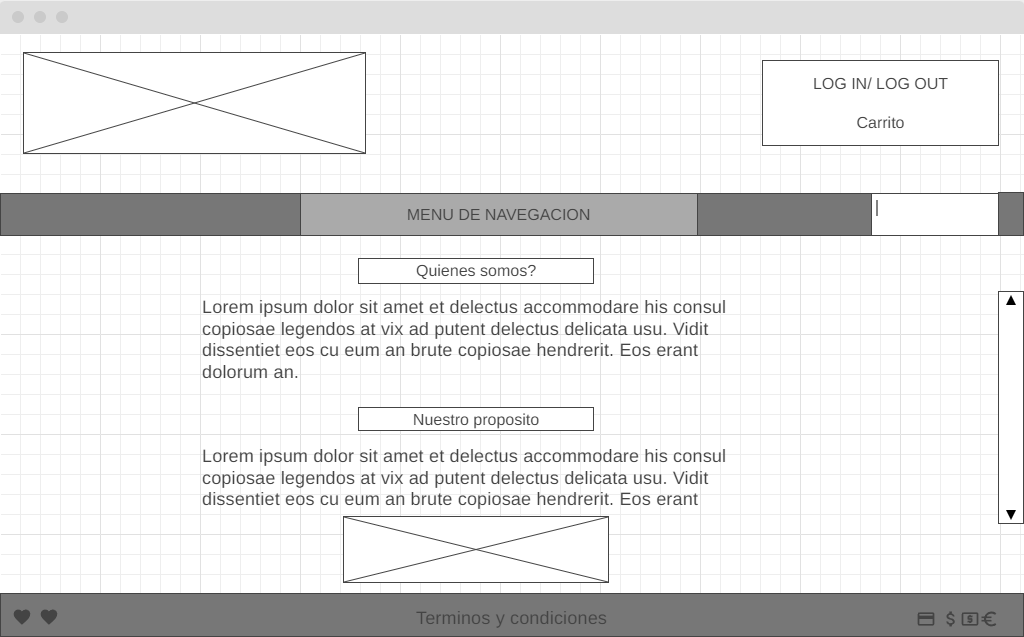 LOG IN/ LOG OUT
Carrito
MENU DE NAVEGACION
Quienes somos?
Lorem ipsum dolor sit amet et delectus accommodare his consul
copiosae legendos at vix ad putent delectus delicata usu. Vidit
dissentiet eos cu eum an brute copiosae hendrerit. Eos erant
dolorum an.
Nuestro proposito
Lorem ipsum dolor sit amet et delectus accommodare his consul
copiosae legendos at vix ad putent delectus delicata usu. Vidit
dissentiet eos cu eum an brute copiosae hendrerit. Eos erant
Terminos y condiciones